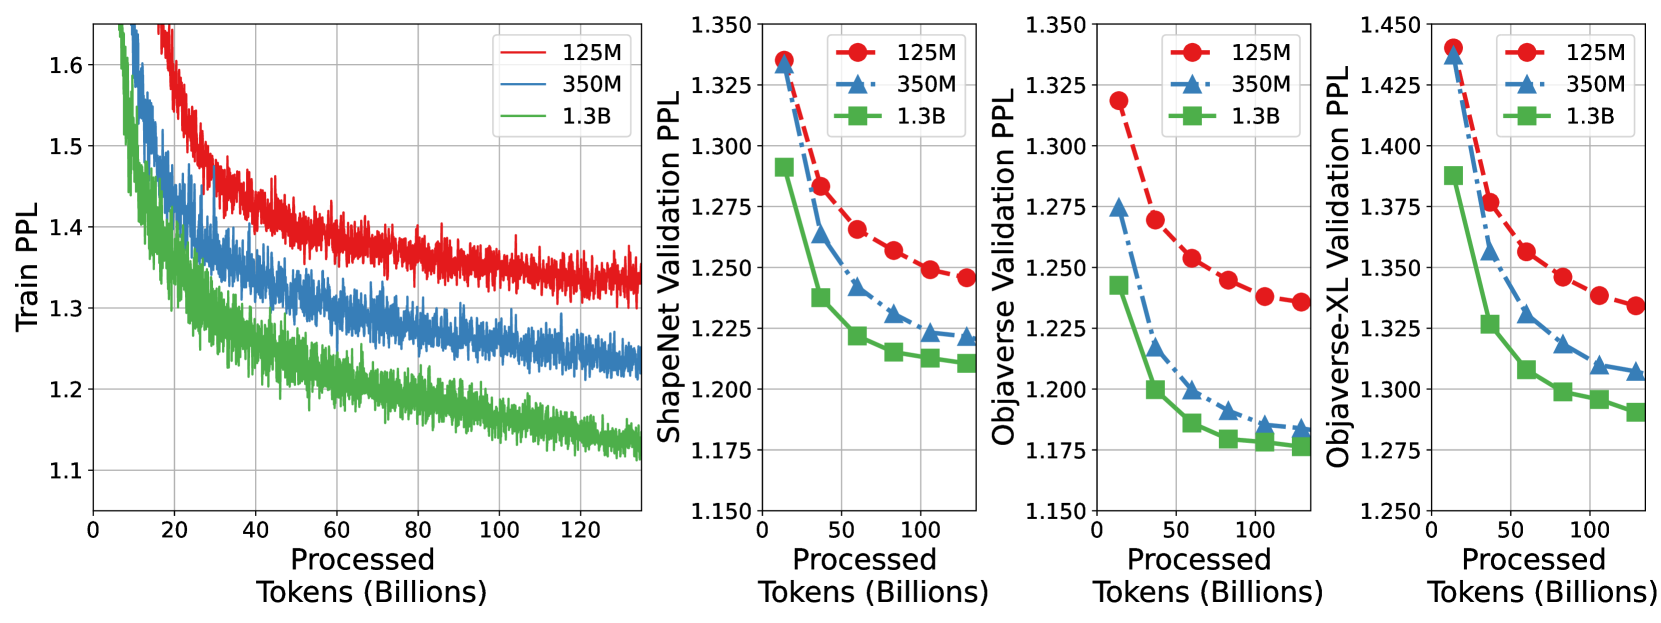 Train PPL
1.6
1.5
1.4
1.3
1.2
1.1
0 20 40 60 80 100 120
Processed
Tokens (Billions)
125M
350M
1.3B
ShapeNet Validation PPL
1.350
1.325
1.300
1.275
1.250
1.225
1.200
1.175
1.150
0 50 100
Processed
Tokens (Billions)
125M
350M
1.3B
Objaverse Validation PPL
1.350
1.325
1.300
1.275
1.250
1.225
1.200
1.175
1.150
0 50 100
Processed
Tokens (Billions)
125M
350M
1.3B
Objaverse-XL Validation PPL
1.450
1.425
1.400
1.375
1.350
1.325
1.300
1.275
1.250
0 50 100
Processed
Tokens (Billions)
125M
350M
1.3B